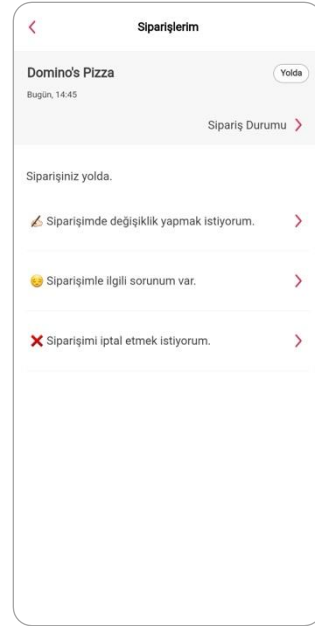 Siparişlerim
Domino's Pizza
Yolda
Bugün, 14:45
Sipariş Durumu
Siparişiniz yolda.
✍🏻 Siparişimde değişiklik yapmak istiyorum.
😔 Siparişimle ilgili sorunum var.
❌ Siparişimi iptal etmek istiyorum.